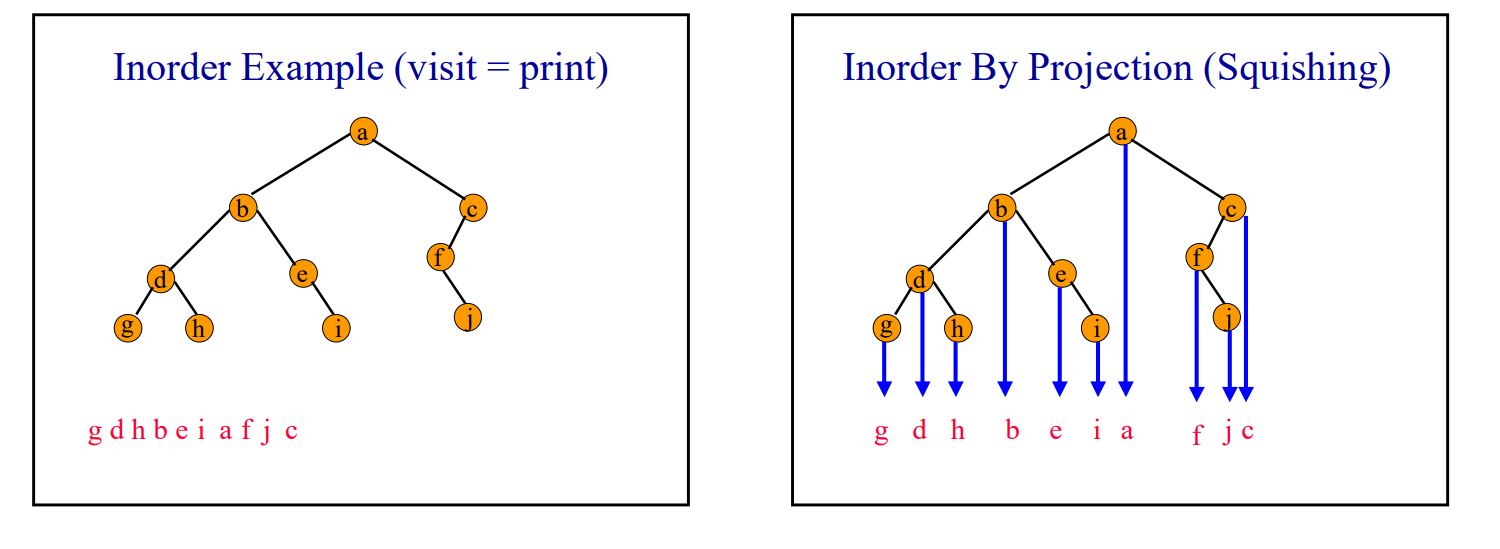 Inorder Example (visit = print)
a
b
c
f
d
e
g
h
i
j
g d h b e i a f j c
Inorder By Projection (Squishing)
a
b
c
f
d
e
g
h
i
j
g d h b e i a f j c